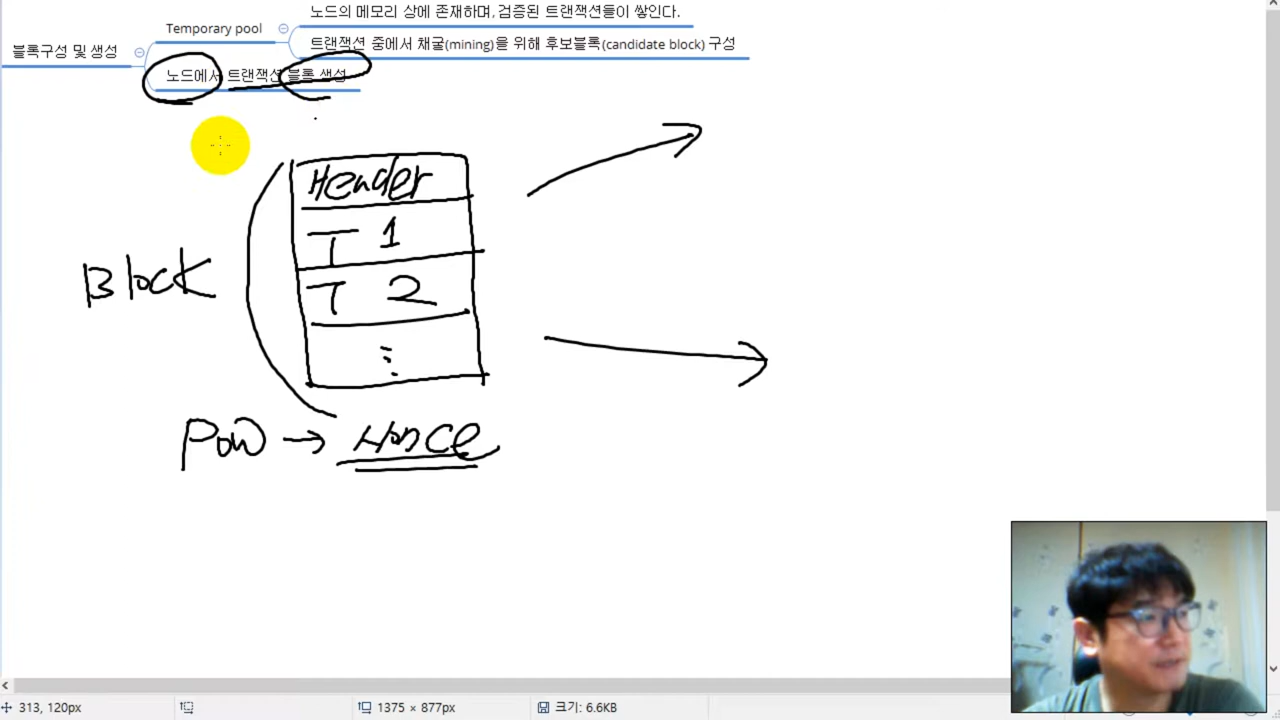 노드의 메모리 상에 존재하며, 검증된 트랜잭션들이 쌓인다.
Temporary pool
트랜잭션 중에서 채굴(mining)을 위해 후보블록(candidate block) 구성
블록구성 및 생성
노드에서 트랜잭션 블록 생성
Header
T 1
T 2
⋮
Block
POW → Nonce
313, 120px
1375 × 877px
크기: 6.6KB